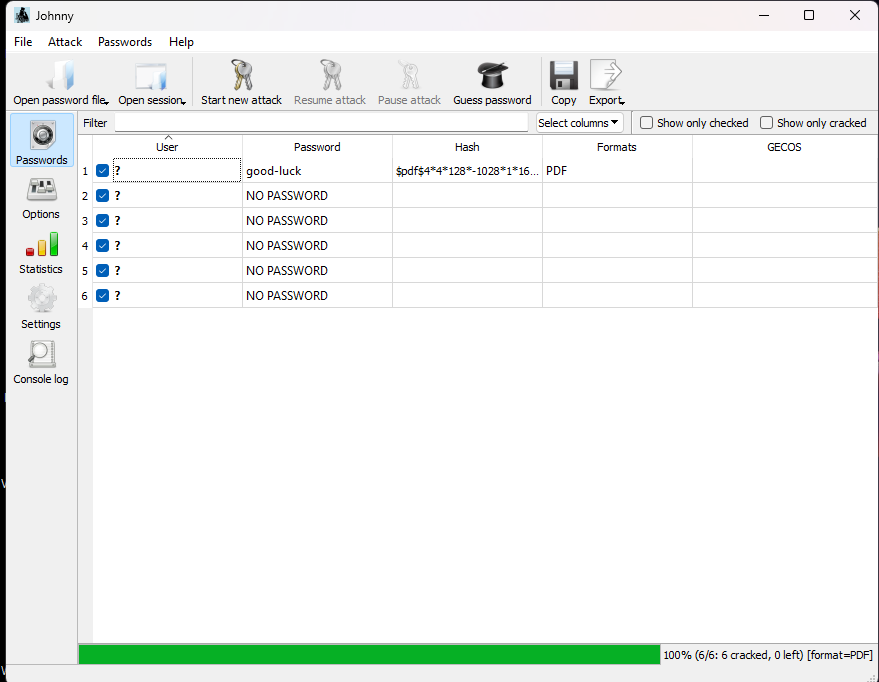 Johnny
File Attack Passwords Help
Open password file Open session Start new attack Resume attack Pause attack Guess password Copy Export
Filter Select columns Show only checked Show only cracked
Passwords
Options
Statistics
Settings
Console log
User Password Hash Formats GECOS
1 ? good-luck $pdf$4*4*128*-1028*1*16... PDF
2 ? NO PASSWORD
3 ? NO PASSWORD
4 ? NO PASSWORD
5 ? NO PASSWORD
6 ? NO PASSWORD
100% (6/6: 6 cracked, 0 left) [format=PDF]